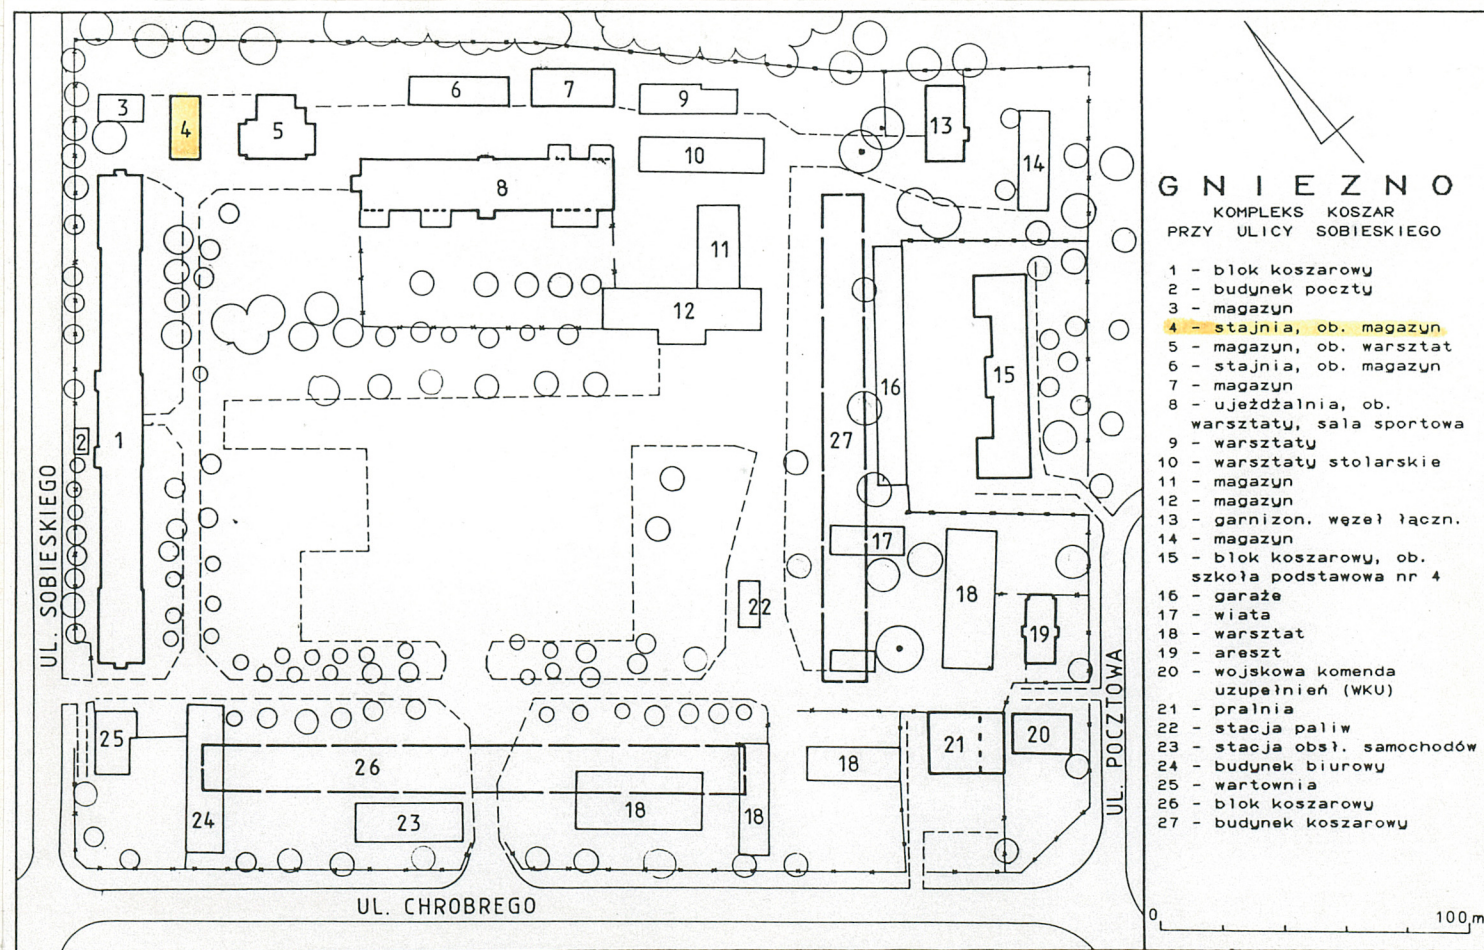 3
4
5
6
7
9
10
13
14
8
11
12
1
2
27
16
15
17
18
19
22
25
24
26
23
18
18
18
21
20
UL. SOBIESKIEGO
UL. POCZTOWA
UL. CHROBREGO
GNIEZNO
KOMPLEKS KOSZAR
PRZY ULICY SOBIESKIEGO
1 - blok koszarowy
2 - budynek poczty
3 - magazyn
4 - stajnia, ob. magazyn
5 - magazyn, ob. warsztat
6 - stajnia, ob. magazyn
7 - magazyn
8 - ujeżdżalnia, ob.
warsztaty, sala sportowa
9 - warsztaty
10 - warsztaty stolarskie
11 - magazyn
12 - magazyn
13 - garnizon. węzeł łączn.
14 - magazyn
15 - blok koszarowy, ob.
szkoła podstawowa nr 4
16 - garaże
17 - wiata
18 - warsztat
19 - areszt
20 - wojskowa komenda
uzupełnień (WKU)
21 - pralnia
22 - stacja paliw
23 - stacja obsł. samochodów
24 - budynek biurowy
25 - wartownia
26 - blok koszarowy
27 - budynek koszarowy
0 100 m